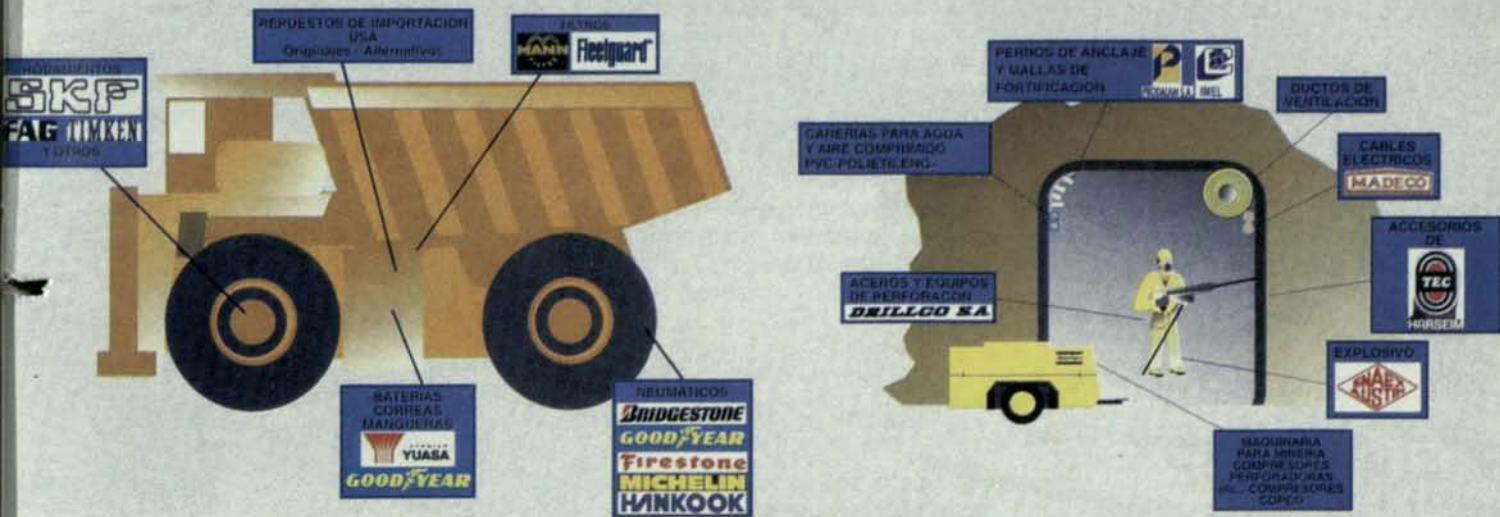 REPUESTOS DE IMPORTACION
USA
Originales - Alternativos
FILTROS
MANN
FILTER
Fleetguard
RODAMIENTOS
SKF
FAG TIMKEN
Y OTROS
BATERIAS
CORREAS
MANGUERAS
YUASA
GOODYEAR
NEUMATICOS
BRIDGESTONE
GOODYEAR
Firestone
MICHELIN
HANKOOK
PERNOS DE ANCLAJE
Y MALLAS DE
FORTIFICACION
CAÑERIAS PARA AGUA
Y AIRE COMPRIMIDO
PVC-POLIETILENO-
DUCTOS DE
VENTILACION
CABLES
ELECTRICOS
MADECO
ACCESORIOS
DE
TEC
HARSEIM
ACEROS Y EQUIPOS
DE PERFORACON
DRILLCO S.A.
EXPLOSIVO
MAQUINARIA
PARA MINERIA
COMPRESORES
PERFORADORAS
COMPRESORES
COPCO